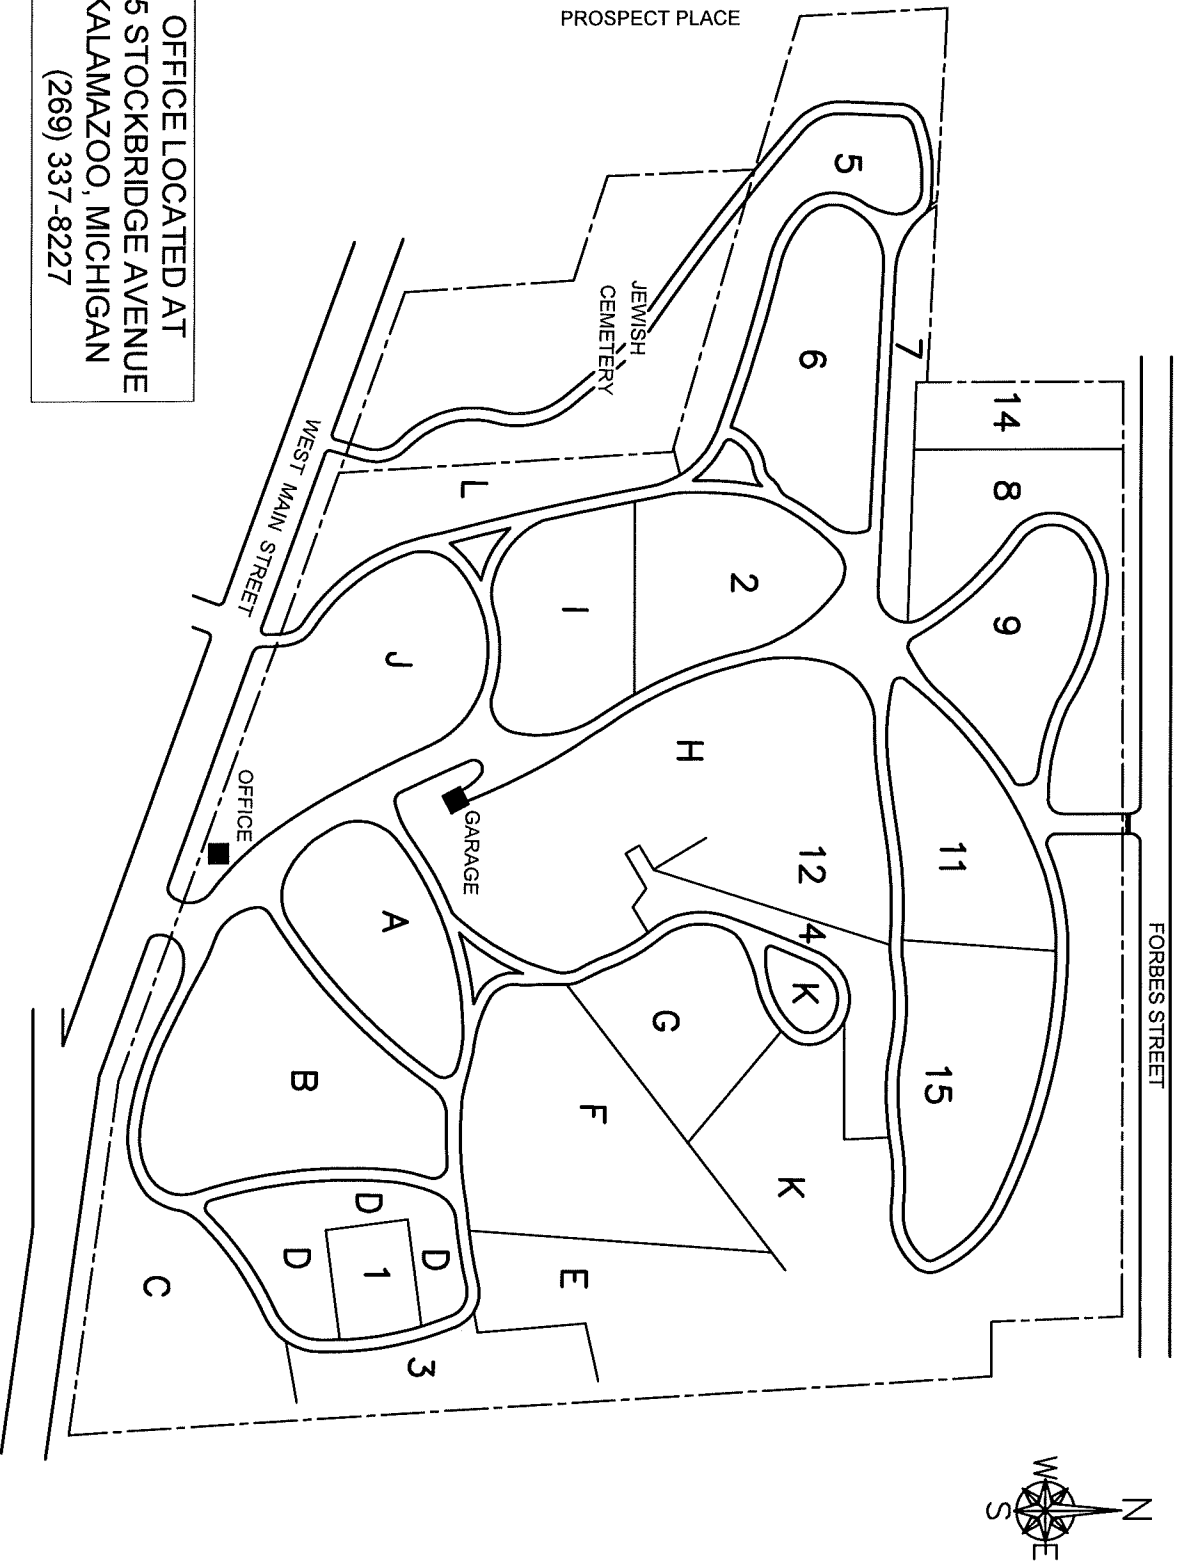 PROSPECT PLACE
OFFICE LOCATED AT
5 STOCKBRIDGE AVENUE
KALAMAZOO, MICHIGAN
(269) 337-8227
FORBES STREET
WEST MAIN STREET
JEWISH
CEMETERY
OFFICE
GARAGE
5
6
7
14
8
9
L
2
I
J
H
11
12
4
K
15
A
G
B
F
K
D
D
D
1
E
C
3
N
W
E
S